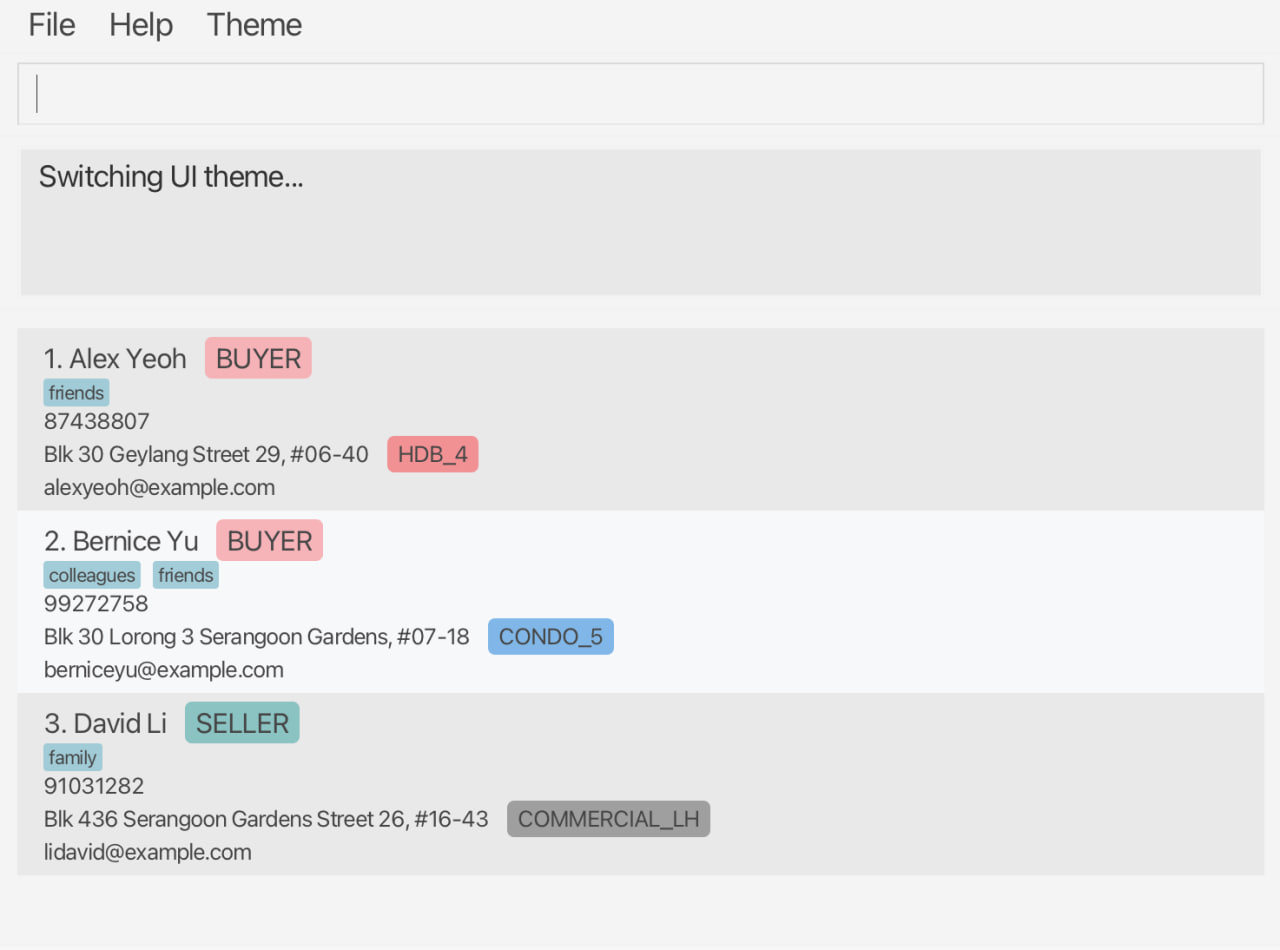 File Help Theme
Switching UI theme...
1. Alex Yeoh BUYER
friends
87438807
Blk 30 Geylang Street 29, #06-40 HDB_4
alexyeoh@example.com
2. Bernice Yu BUYER
colleagues friends
99272758
Blk 30 Lorong 3 Serangoon Gardens, #07-18 CONDO_5
berniceyu@example.com
3. David Li SELLER
family
91031282
Blk 436 Serangoon Gardens Street 26, #16-43 COMMERCIAL_LH
lidavid@example.com